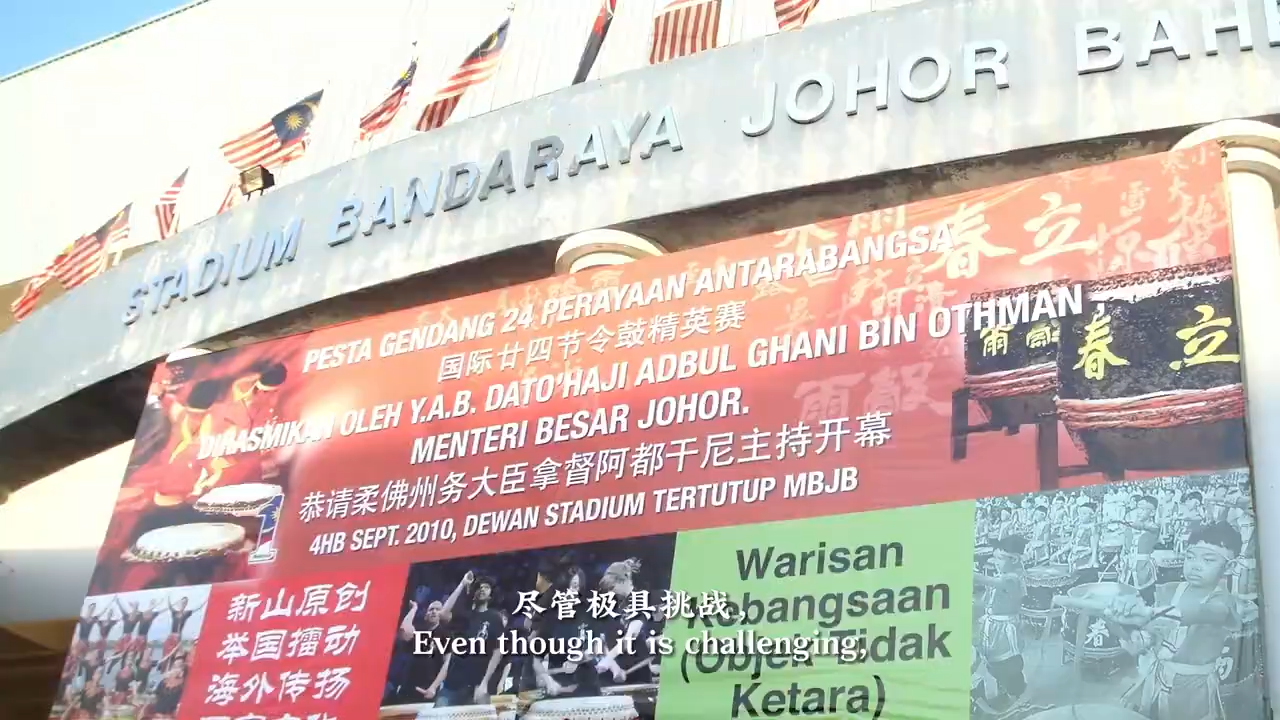 STADIUM BANDARAYA JOHOR BAH
PESTA GENDANG 24 PERAYAAN ANTARABANGSA
国际廿四节令鼓精英赛
DIRASMIKAN OLEH Y.A.B. DATO'HAJI ADBUL GHANI BIN OTHMAN -
MENTERI BESAR JOHOR.
恭请柔佛州务大臣拿督阿都干尼主持开幕
4HB SEPT. 2010, DEWAN STADIUM TERTUTUP MBJB
春 立
春 立
新山原创
举国擂动
海外传扬
Warisan
Kebangsaan
(Objek Tidak
Ketara)
春
尽管极具挑战,
Even though it is challenging,